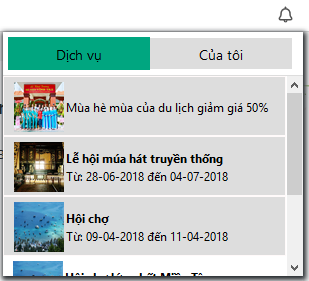 Dịch vụ
Của tôi
Mùa hè mùa của du lịch giảm giá 50%
Lễ hội múa hát truyền thống
Từ: 28-06-2018 đến 04-07-2018
Hội chợ
Từ: 09-04-2018 đến 11-04-2018